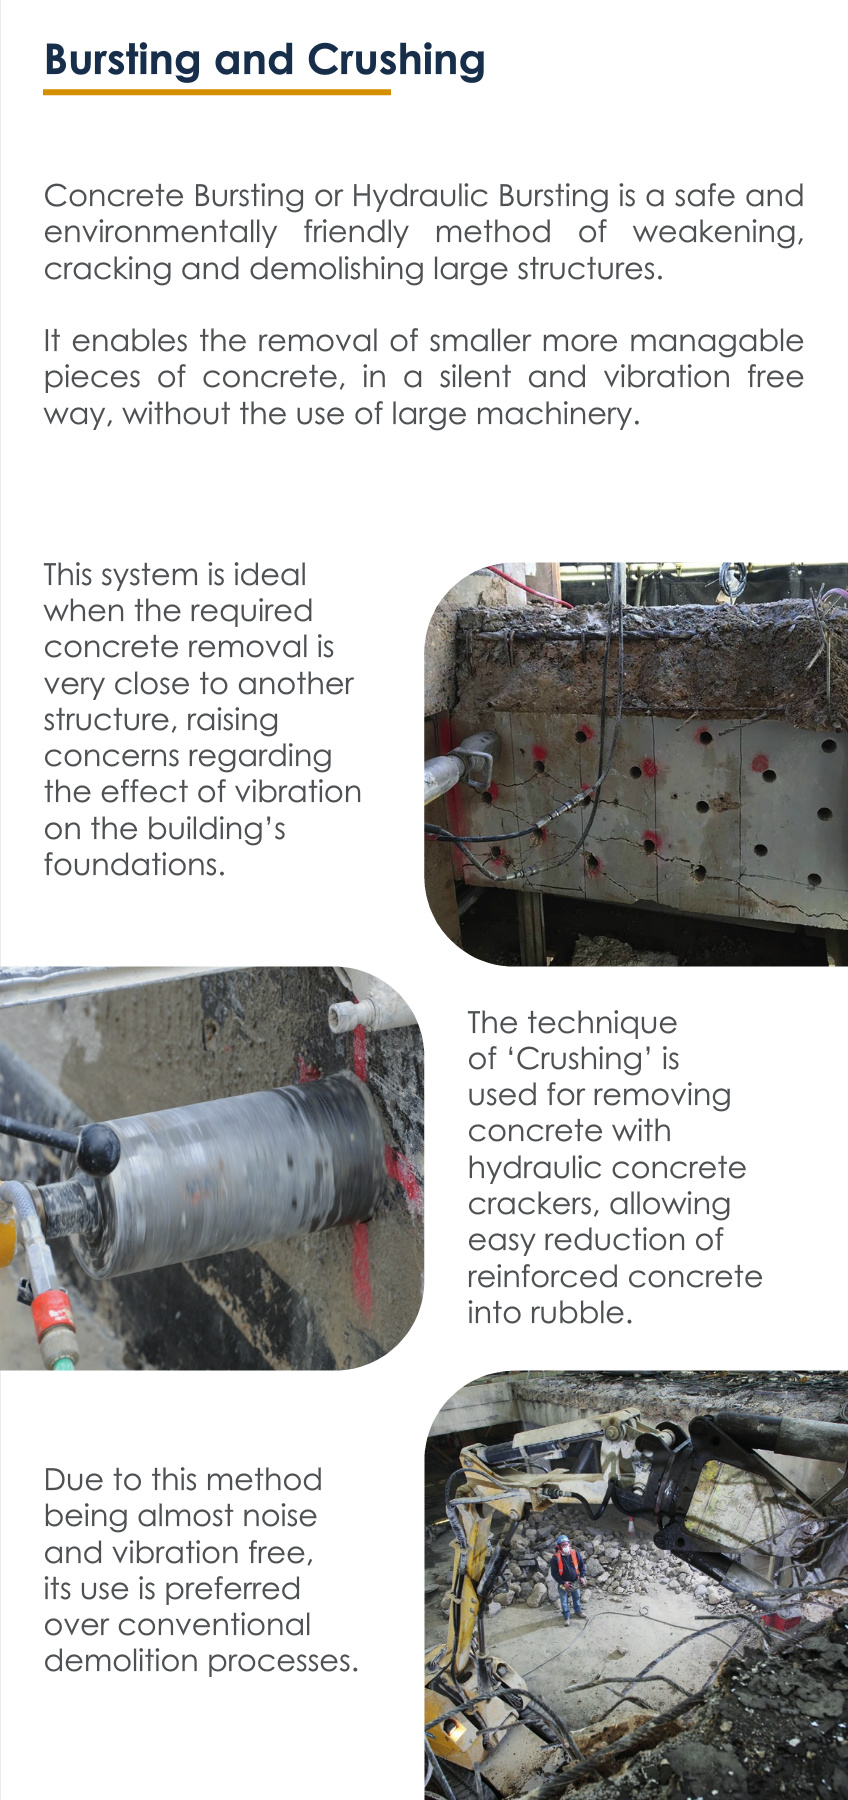 Bursting and Crushing
Concrete Bursting or Hydraulic Bursting is a safe and
environmentally friendly method of weakening,
cracking and demolishing large structures.
It enables the removal of smaller more managable
pieces of concrete, in a silent and vibration free
way, without the use of large machinery.
This system is ideal
when the required
concrete removal is
very close to another
structure, raising
concerns regarding
the effect of vibration
on the building’s
foundations.
The technique
of ‘Crushing’ is
used for removing
concrete with
hydraulic concrete
crackers, allowing
easy reduction of
reinforced concrete
into rubble.
Due to this method
being almost noise
and vibration free,
its use is preferred
over conventional
demolition processes.